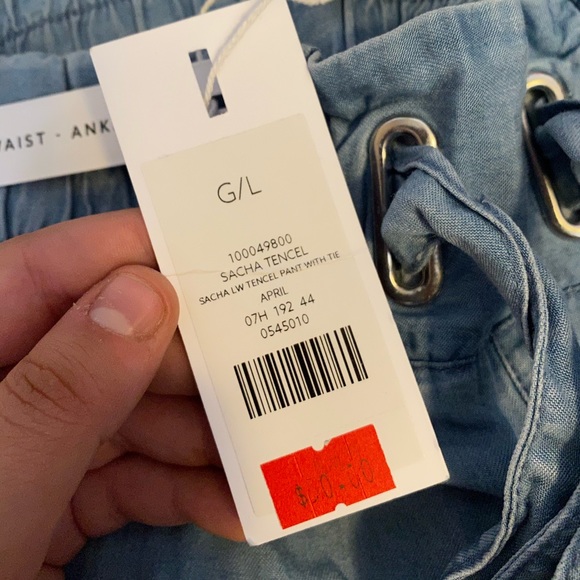 WAIST · ANK
G/L
100049800
SACHA TENCEL
SACHA LW TENCEL PANT WITH TIE
APRIL
07H 192 44
0545010